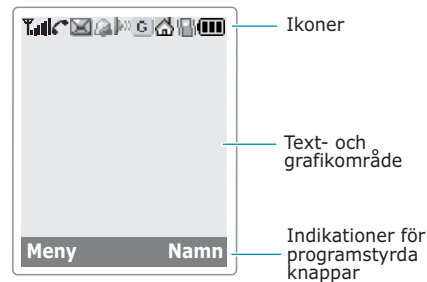 G
Ikoner
Text- och
grafikområde
Meny Namn
Indikationer för
programstyrda
knappar